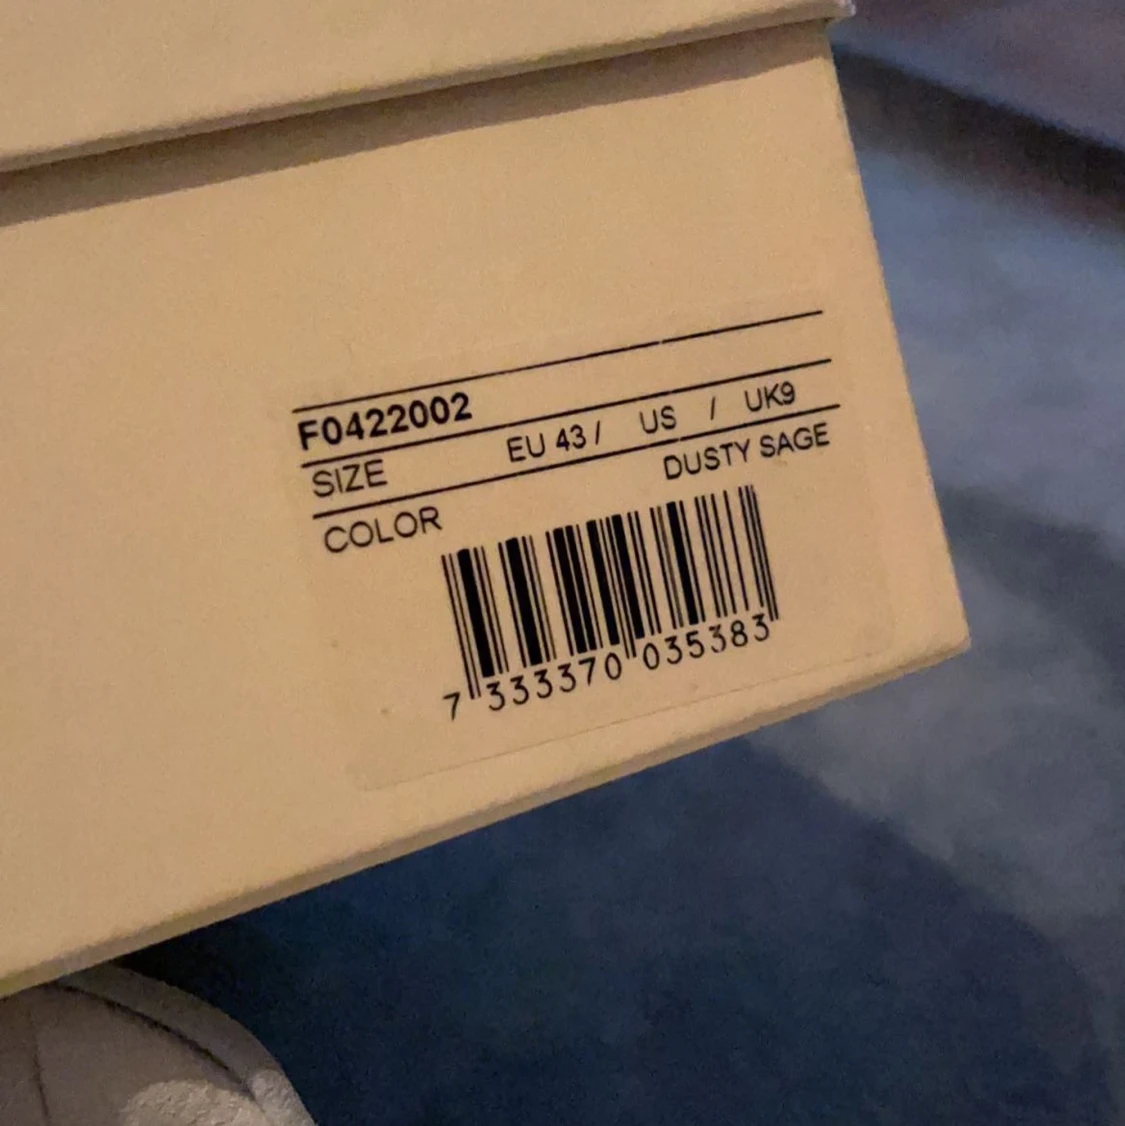 F0422002
SIZE EU 43 / US / UK9
COLOR DUSTY SAGE
7 333370 035383